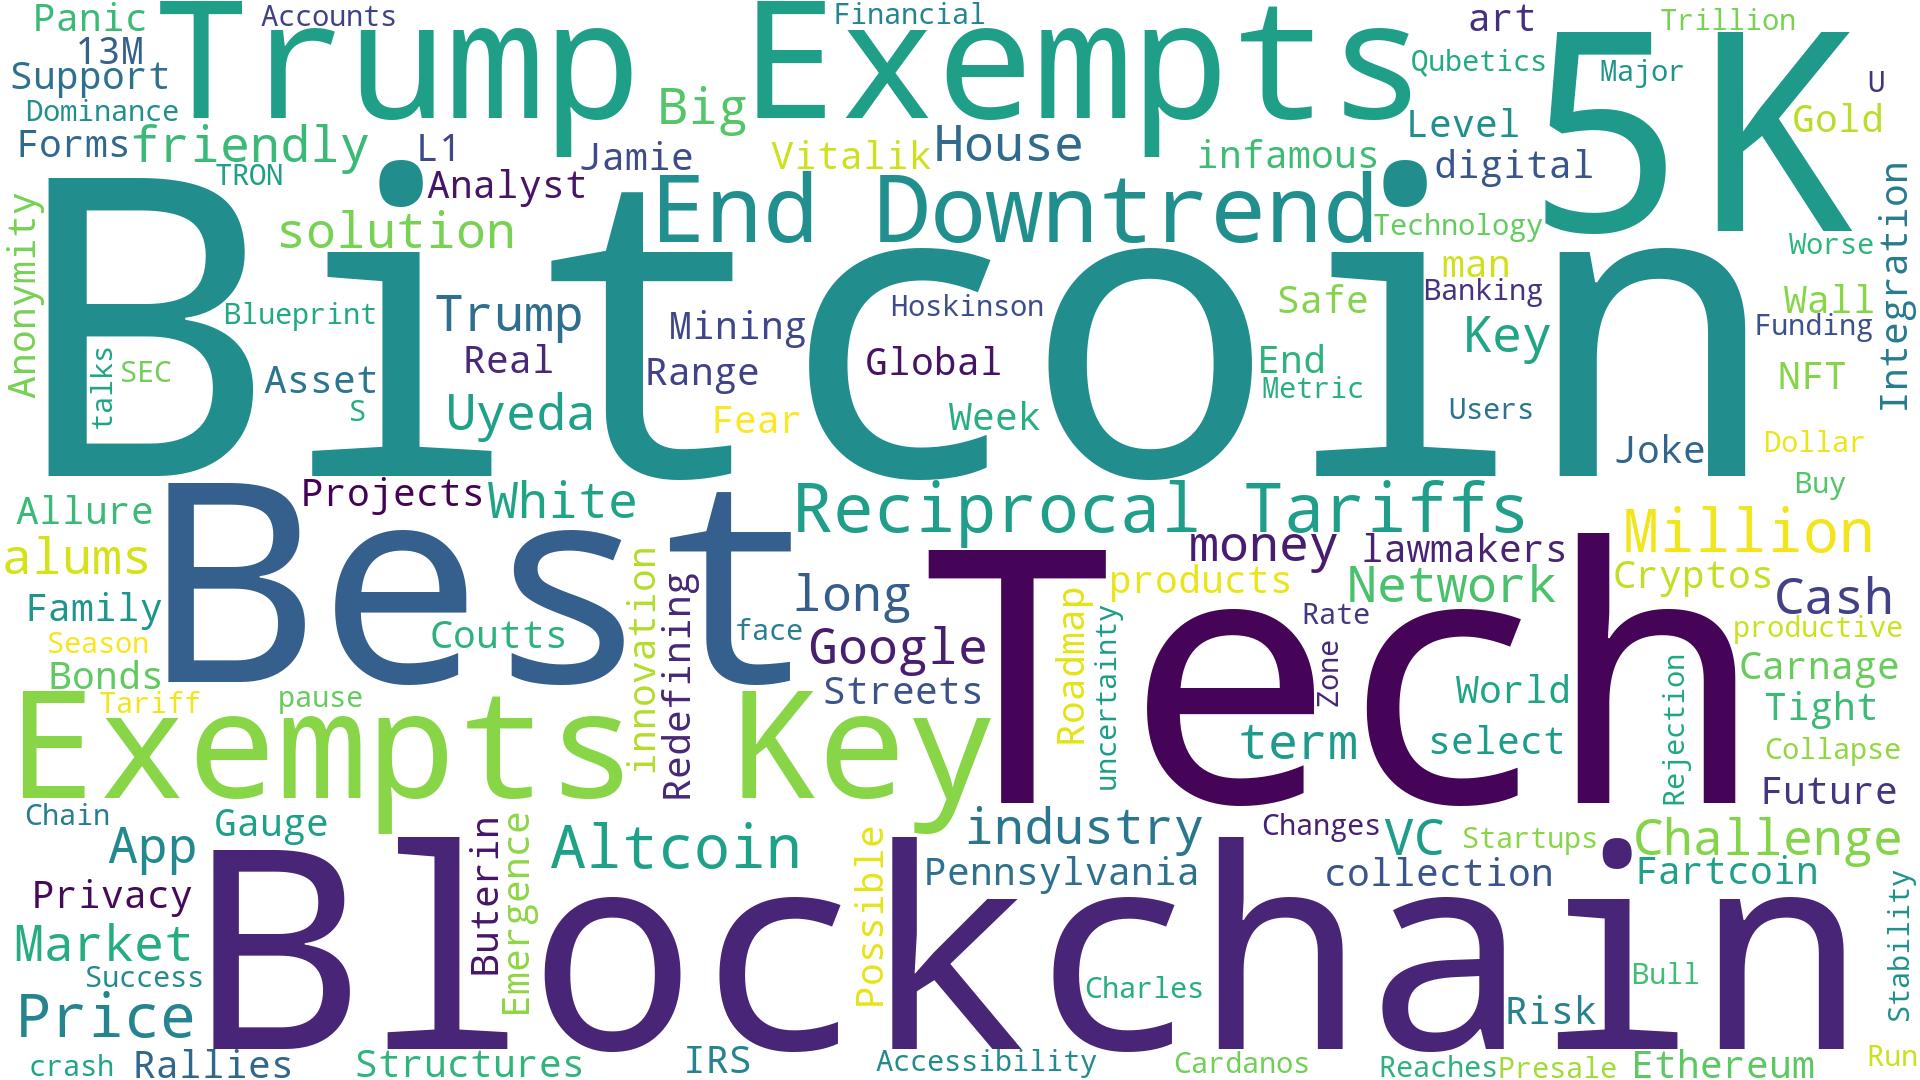 Panic
Accounts
Trump Exempts
Financial
art
Trillion
13M
Support
Dominance
Big
Qubetics
Major
5K
U
Gold
Forms
friendly
L1
Jamie
Vitalik
House
infamous
Level
digital
TRON
Analyst
End Downtrend
Technology
Integration
Anonymity
solution
Bitcoin
man
Worse
Blueprint
Trump
Mining
Hoskinson
Safe
Banking
Wall
Funding
Key
talks
SEC
Asset
Real
Range
Global
End
Metric
NFT
S
Uyeda
Fear
Week
Users
Joke
Dollar
Buy
Allure
Projects
White
Reciprocal Tariffs
Million
alums
Best
money
lawmakers
Tech
products
Network
Cryptos
Cash
Family
innovation
Redefining
long
Roadmap
uncertainty
Rate
Season
Coutts
face
Google
Zone
productive
Bonds
Streets
World
Rejection
Carnage
Tariff
pause
Tight
Exempts Key
term
select
Collapse
Future
Chain
Gauge
industry
Changes
VC
Startups
Challenge
App
Buterin
Emergence
Altcoin
Possible
Pennsylvania
collection
Fartcoin
Privacy
Blockchain
Stability
Market
Success
Charles
Bull
Price
Risk
crash
Rallies
Structures
IRS
Accessibility
Cardanos
Reaches
Presale
Ethereum
Run